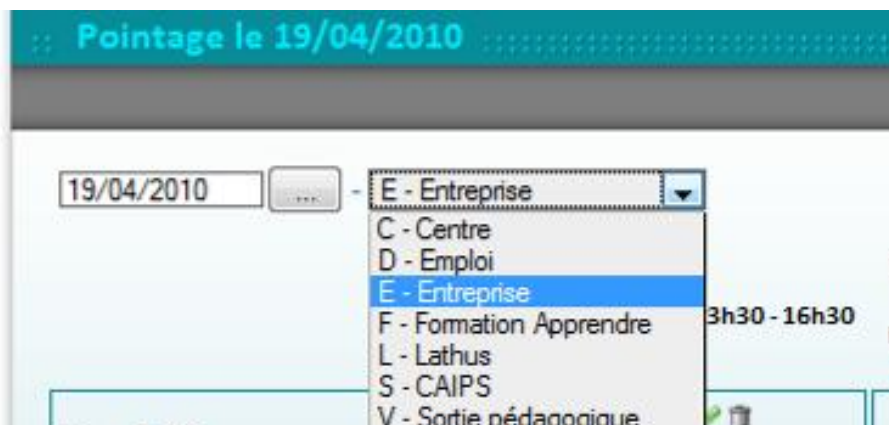 :: Pointage le 19/04/2010
19/04/2010 ... - E - Entreprise
C - Centre
D - Emploi
E - Entreprise
F - Formation Apprendre
3h30 - 16h30
L - Lathus
S - CAIPS
V - Sortie pédagogique